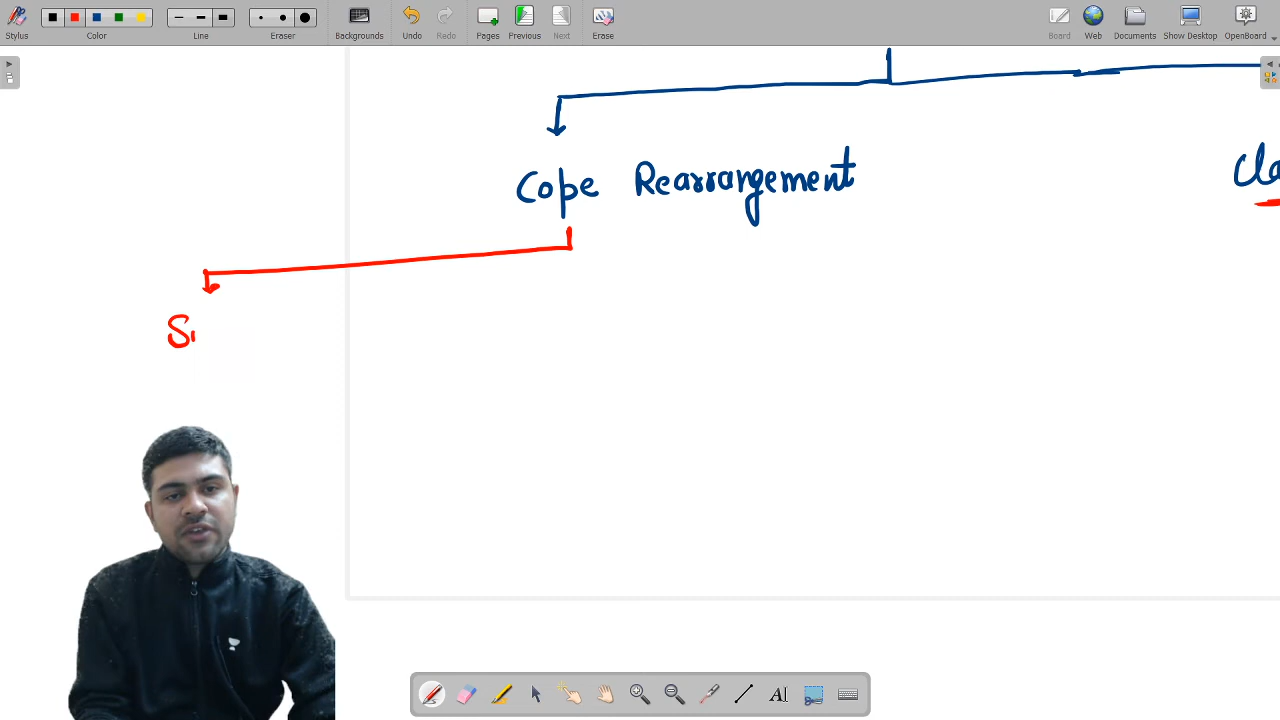 Stylus Color Line Eraser Backgrounds Undo Redo Pages Previous Next Erase Board Web Documents Show Desktop OpenBoard
Cope Rearrangement